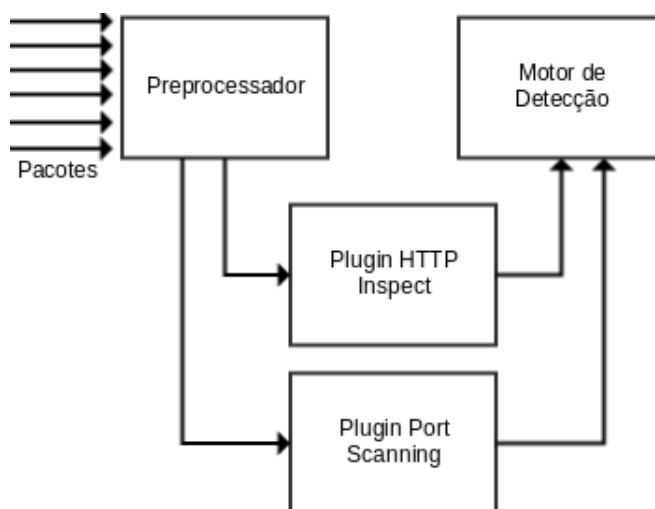 Preprocessador
Motor de
Detecção
Pacotes
Plugin HTTP
Inspect
Plugin Port
Scanning